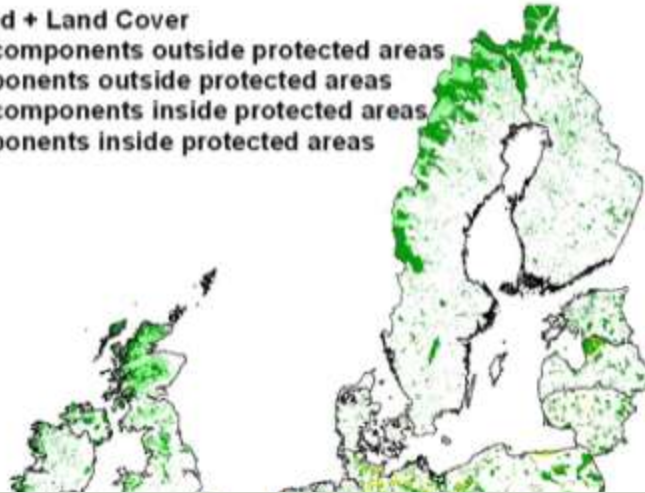 d + Land Cover
components outside protected areas
ponents outside protected areas
components inside protected areas
ponents inside protected areas